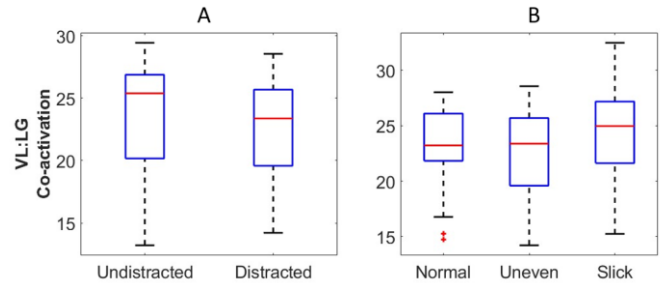 A
B
VL:LG
Co-activation
30
25
20
15
Undistracted Distracted
30
25
20
15
Normal Uneven Slick